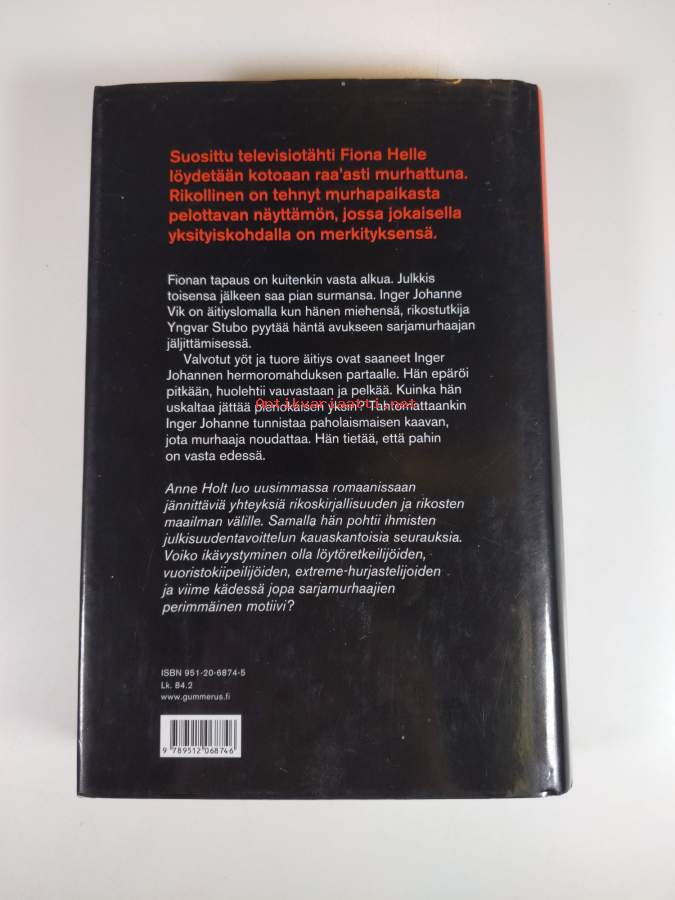 Suosittu televisiotähti Fiona Helle
löydetään kotoaan raa'asti murhattuna.
Rikollinen on tehnyt murhapaikasta
pelottavan näyttämön, jossa jokaisella
yksityiskohdalla on merkityksensä.
Fionan tapaus on kuitenkin vasta alkua. Julkkis
toisensa jälkeen saa pian surmansa. Inger Johanne
Vik on äitiyslomalla kun hänen miehensä, rikostutkija
Yngvar Stubo pyytää häntä avukseen sarjamurhaajan
jäljittämisessä.
Valvotut yöt ja tuore äitiys ovat saaneet Inger
Johannen hermoromahduksen partaalle. Hän epäröi
pitkään, huolehtii vauvastaan ja pelkää. Kuinka hän
uskaltaa jättää pienokaisen yksin? Tahtomattaankin
Antikvariaatti.net
Inger Johanne tunnistaa paholaismaisen kaavan,
jota murhaaja noudattaa. Hän tietää, että pahin
on vasta edessä.
Anne Holt luo uusimmassa romaanissaan
jännittäviä yhteyksiä rikoskirjallisuuden ja rikosten
maailman välille. Samalla hän pohtii ihmisten
julkisuudentavoittelun kauaskantoisia seurauksia.
Voiko ikävystyminen olla löytöretkeilijöiden,
vuoristokiipeilijöiden, extreme-hurjastelijoiden
ja viime kädessä jopa sarjamurhaajien
perimmäinen motiivi?
ISBN 951-20-6874-5
Lk. 84.2
www.gummerus.fi
9 789512 068746